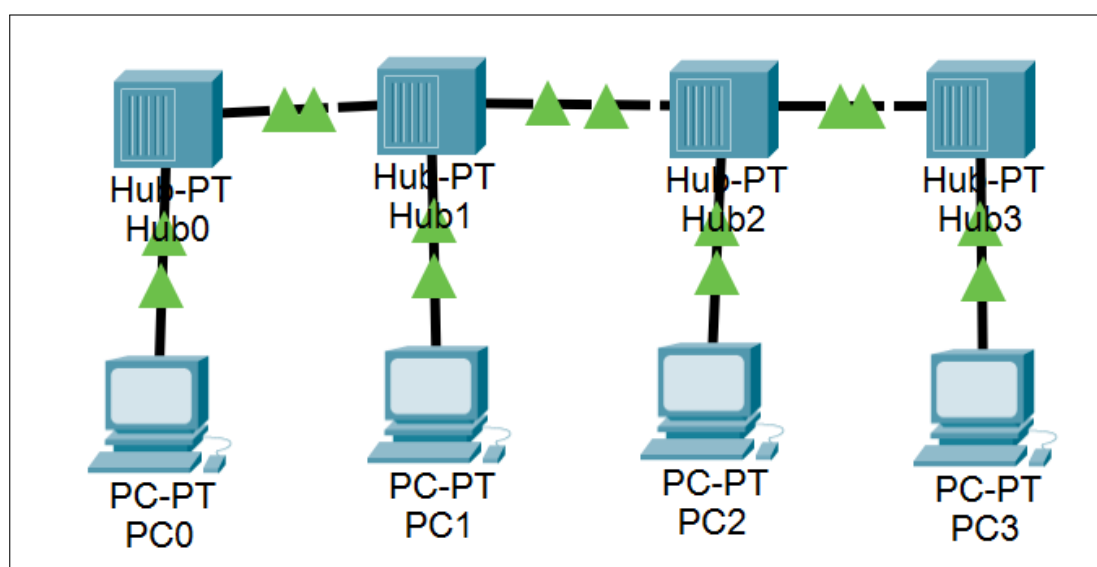 Hub-PT
Hub0
Hub-PT
Hub1
Hub-PT
Hub2
Hub-PT
Hub3
PC-PT
PC0
PC-PT
PC1
PC-PT
PC2
PC-PT
PC3